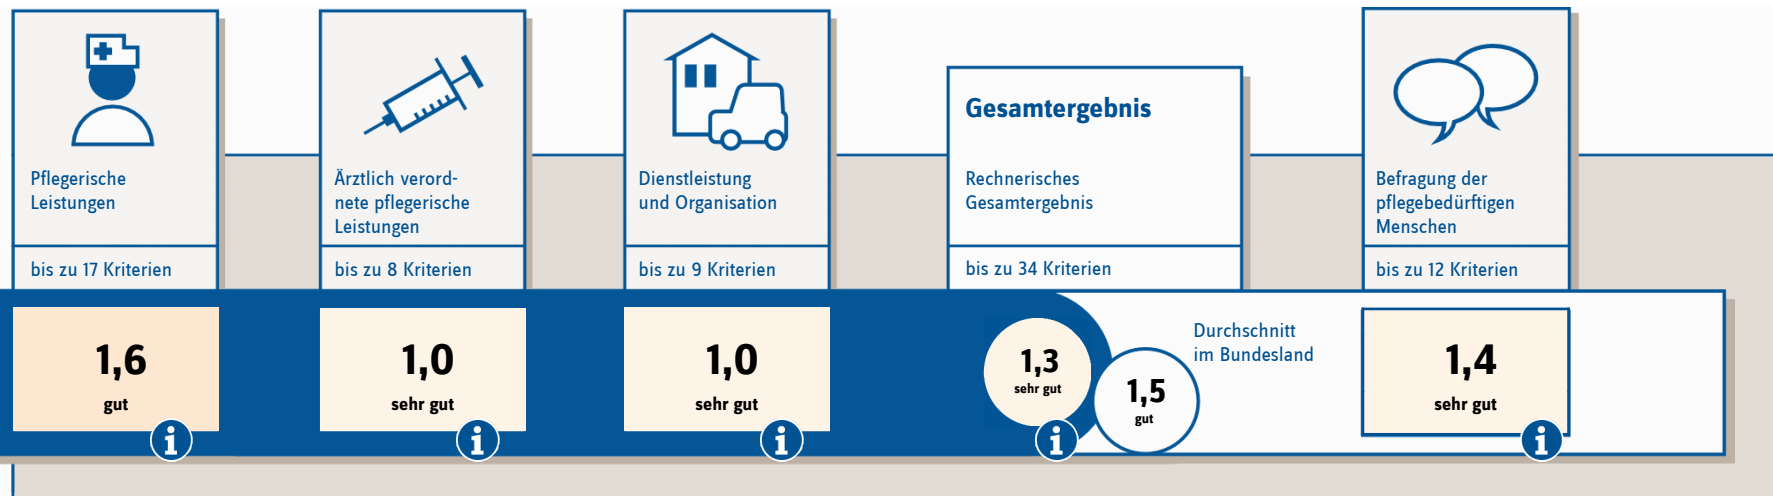 Pflegerische
Leistungen
bis zu 17 Kriterien
1,6
gut
i
Ärztlich verord-
nete pflegerische
Leistungen
bis zu 8 Kriterien
1,0
sehr gut
i
Dienstleistung
und Organisation
bis zu 9 Kriterien
1,0
sehr gut
i
Gesamtergebnis
Rechnerisches
Gesamtergebnis
bis zu 34 Kriterien
1,3
sehr gut
i
Durchschnitt
im Bundesland
1,5
gut
Befragung der
pflegebedürftigen
Menschen
bis zu 12 Kriterien
1,4
sehr gut
i